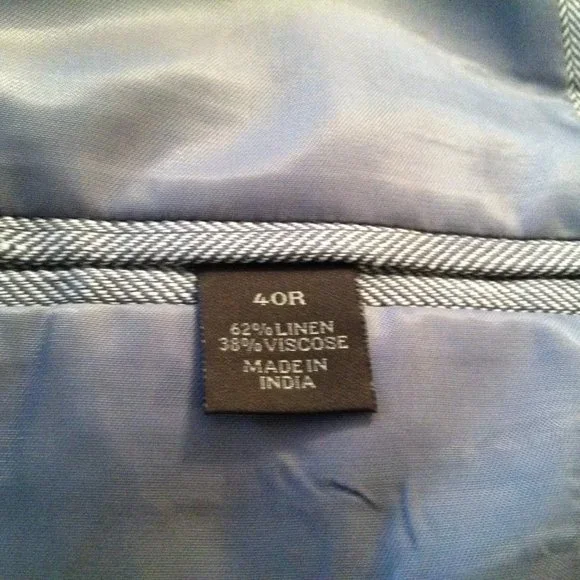 40R
62% LINEN
38% VISCOSE
MADE IN
INDIA